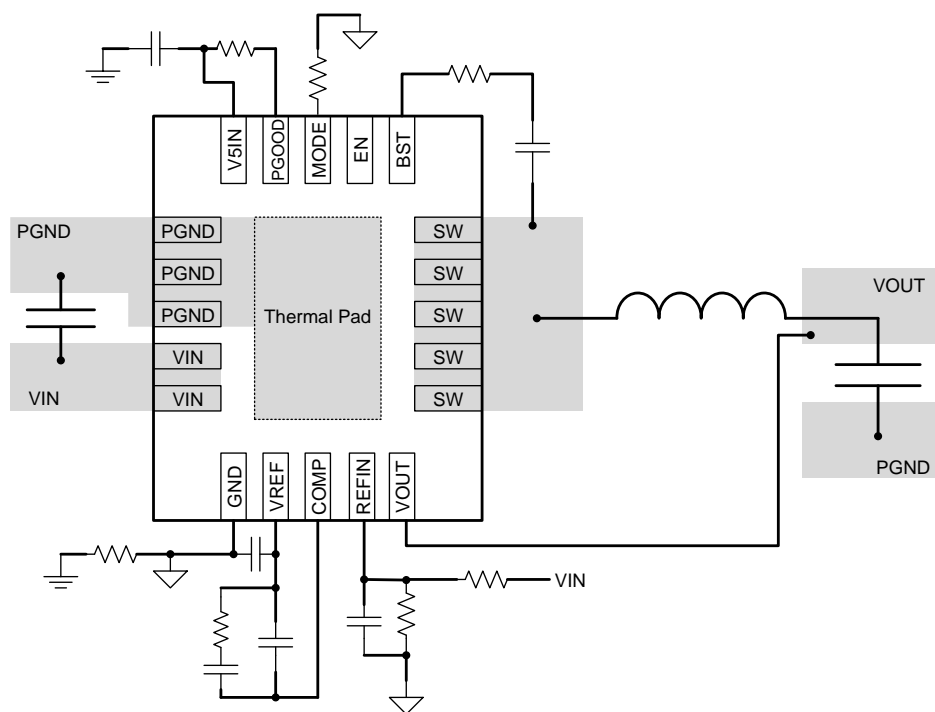 V5IN
PGOOD
MODE
EN
BST
PGND
PGND
SW
PGND
SW
VOUT
PGND
Thermal Pad
SW
VIN
SW
VIN
VIN
SW
PGND
GND
VREF
COMP
REFIN
VOUT
VIN